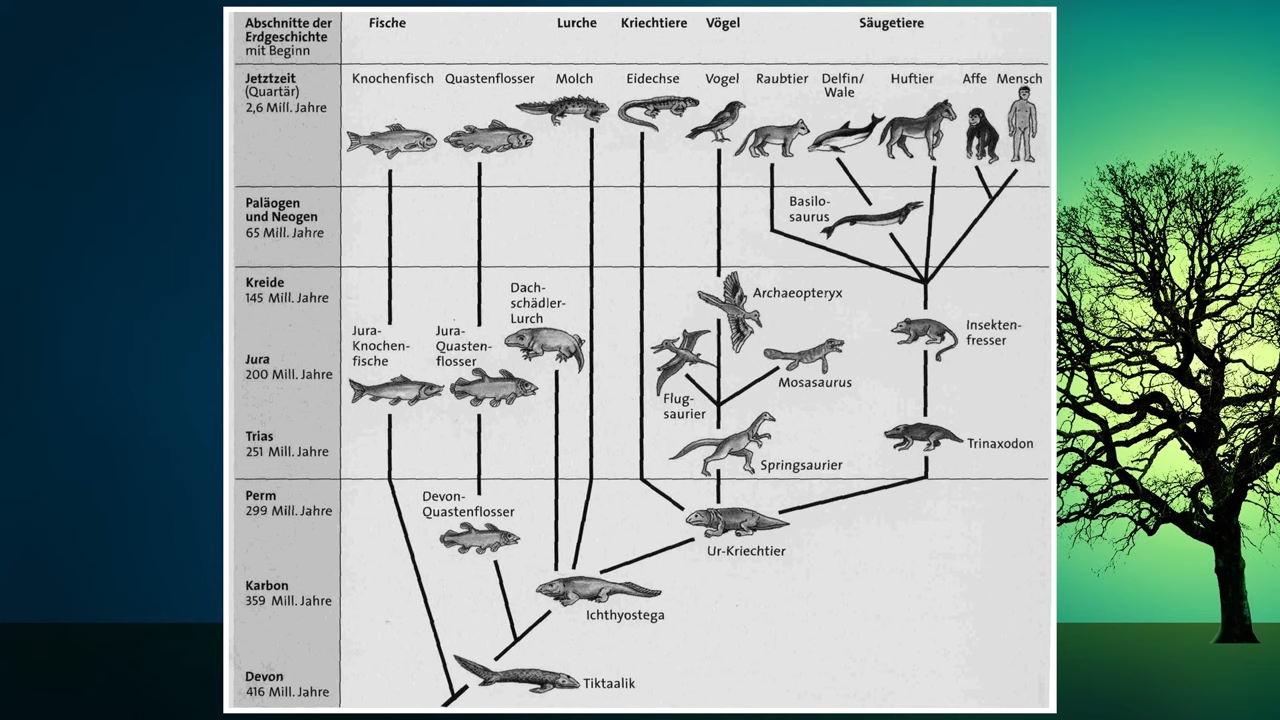 Abschnitte der
Erdgeschichte
mit Beginn
Fische
Lurche
Kriechtiere
Vögel
Säugetiere
Jetztzeit
(Quartär)
2,6 Mill. Jahre
Knochenfisch
Quastenflosser
Molch
Eidechse
Vogel
Raubtier
Delfin/
Wale
Huftier
Affe
Mensch
Paläogen
und Neogen
65 Mill. Jahre
Basilo-
saurus
Kreide
145 Mill. Jahre
Dach-
schädler-
Lurch
Archaeopteryx
Jura-
Knochen-
fische
Jura-
Quasten-
flosser
Insekten-
fresser
Jura
200 Mill. Jahre
Mosasaurus
Flug-
saurier
Trias
251 Mill. Jahre
Springsaurier
Trinaxodon
Perm
299 Mill. Jahre
Devon-
Quastenflosser
Ur-Kriechtier
Karbon
359 Mill. Jahre
Ichthyostega
Devon
416 Mill. Jahre
Tiktaalik